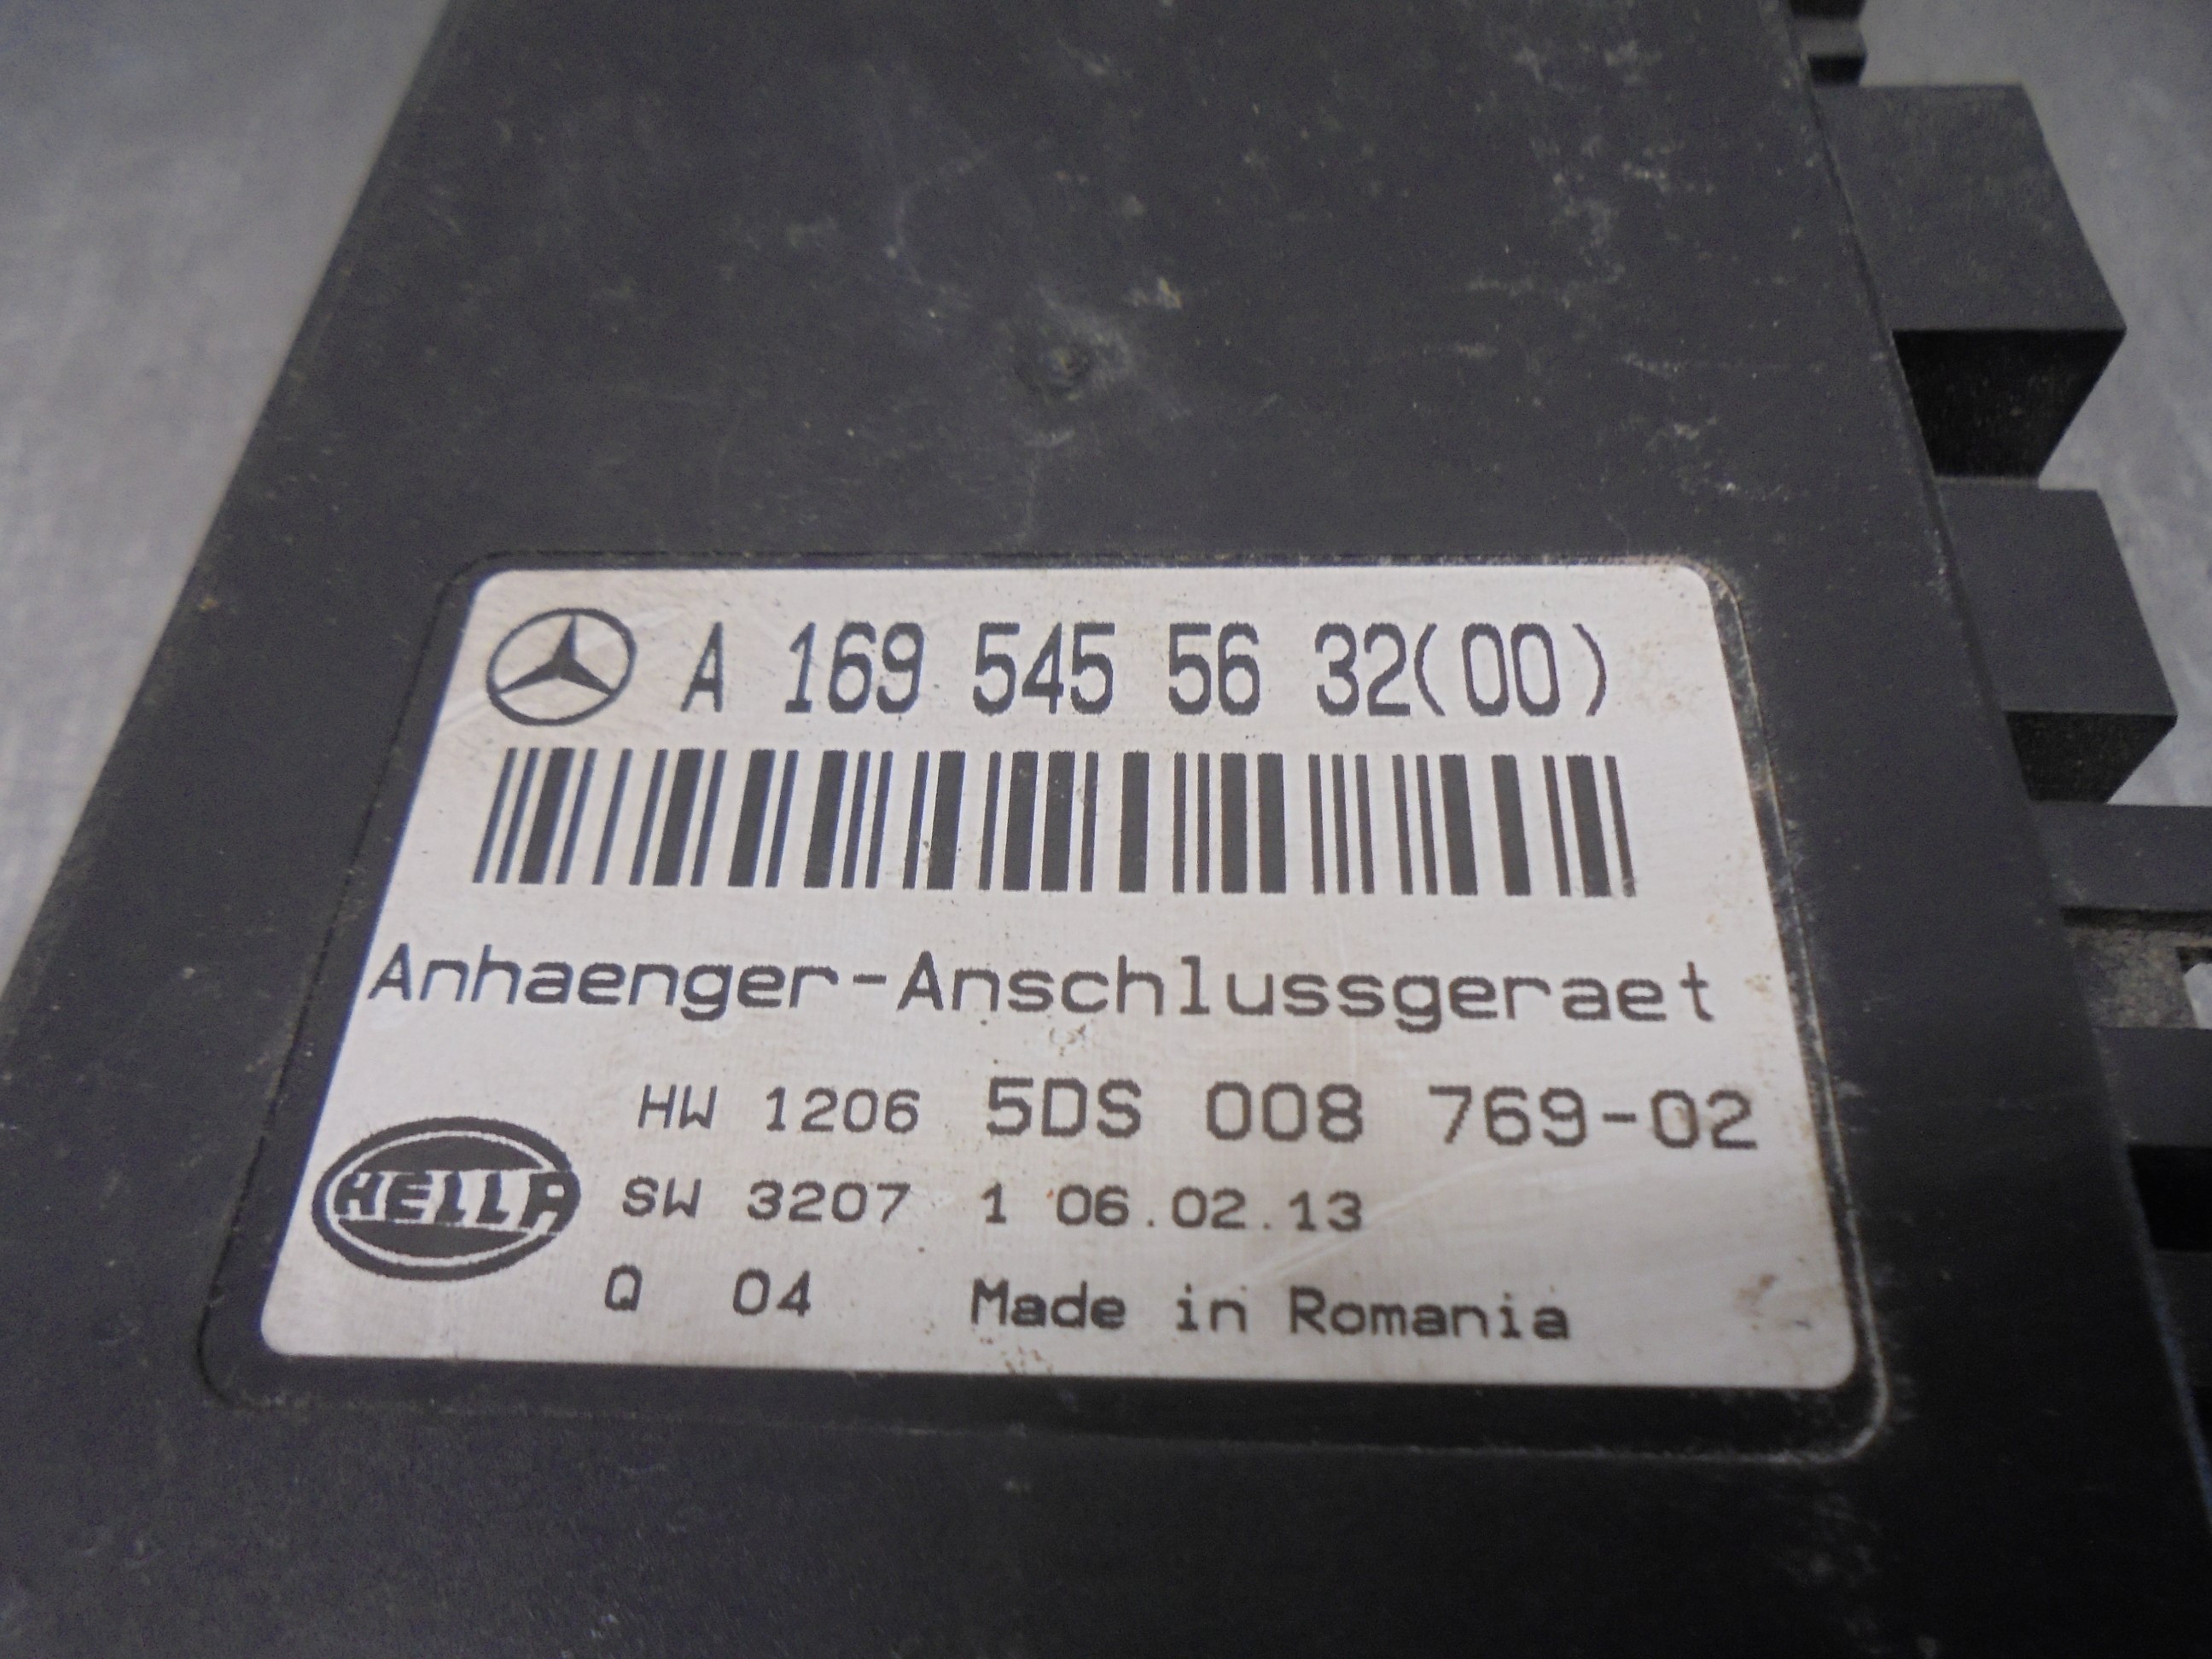 A 169 545 56 32(00)
Anhaenger-Anschlussgeraet
HW 1206 5DS 008 769-02
HELLA SW 3207 1 06.02.13
Q 04 Made in Romania